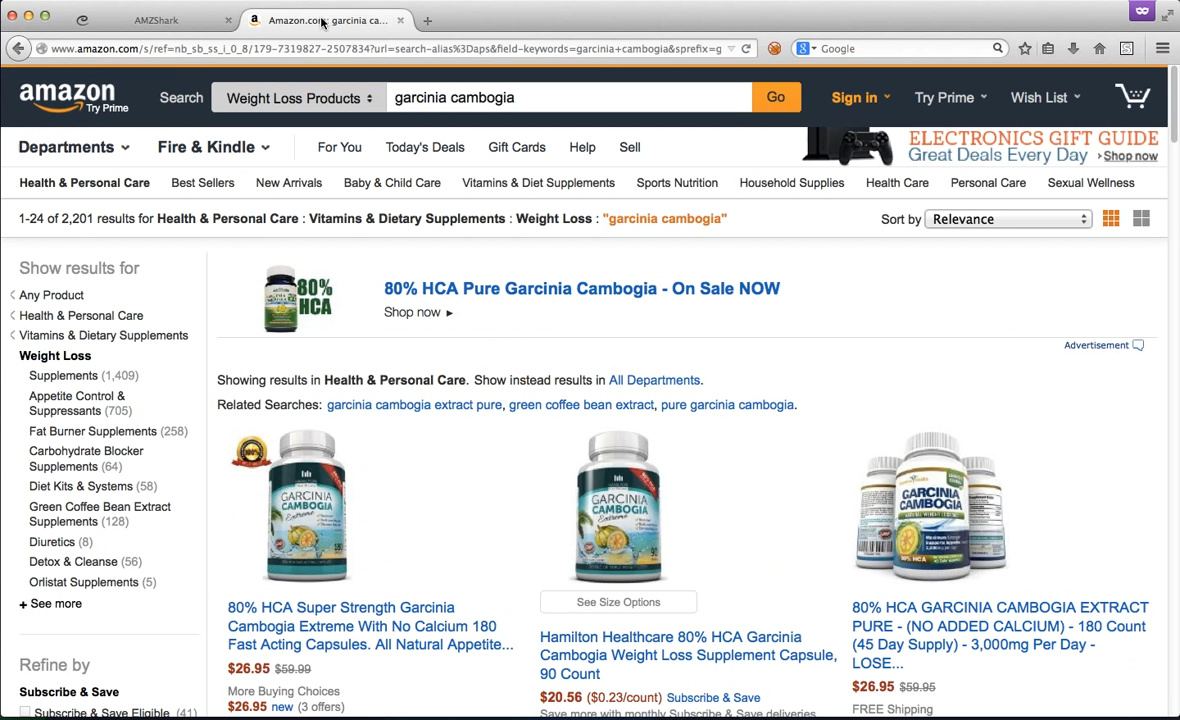 AMZShark
Amazon.com: garcinia ca...
www.amazon.com/s/ref=nb_sb_ss_i_0_8/179-7319827-2507834?url=search-alias%3Daps&field-keywords=garcinia+cambogia&sprefix=g
Google
amazon
Try Prime
Search
Weight Loss Products
garcinia cambogia
Go
Sign in
Try Prime
Wish List
Departments
Fire & Kindle
For You
Today's Deals
Gift Cards
Help
Sell
ELECTRONICS GIFT GUIDE
Great Deals Every Day
Shop now
Health & Personal Care
Best Sellers
New Arrivals
Baby & Child Care
Vitamins & Diet Supplements
Sports Nutrition
Household Supplies
Health Care
Personal Care
Sexual Wellness
1-24 of 2,201 results for Health & Personal Care : Vitamins & Dietary Supplements : Weight Loss : "garcinia cambogia"
Sort by
Relevance
Show results for
Any Product
Health & Personal Care
Vitamins & Dietary Supplements
Weight Loss
Supplements (1,409)
Appetite Control &
Suppressants (705)
Fat Burner Supplements (258)
Carbohydrate Blocker
Supplements (64)
Diet Kits & Systems (58)
Green Coffee Bean Extract
Supplements (128)
Diuretics (8)
Detox & Cleanse (56)
Orlistat Supplements (5)
+ See more
Refine by
Subscribe & Save
Subscribe & Save Eligible (41)
80%
HCA
80% HCA Pure Garcinia Cambogia - On Sale NOW
Shop now ▸
Advertisement
Showing results in Health & Personal Care. Show instead results in All Departments.
Related Searches: garcinia cambogia extract pure, green coffee bean extract, pure garcinia cambogia.
100%
GARCINIA
CAMBOGIA
Extreme
180
80% HCA Super Strength Garcinia
Cambogia Extreme With No Calcium 180
Fast Acting Capsules. All Natural Appetite...
$26.95 $59.99
More Buying Choices
$26.95 new (3 offers)
GARCINIA
CAMBOGIA
Extreme
90
See Size Options
Hamilton Healthcare 80% HCA Garcinia
Cambogia Weight Loss Supplement Capsule,
90 Count
$20.56 ($0.23/count) Subscribe & Save
Save more with monthly Subscribe & Save deliveries
GARCINIA
CAMBOGIA
80% HCA GARCINIA CAMBOGIA EXTRACT
PURE - (NO ADDED CALCIUM) - 180 Count
(45 Day Supply) - 3,000mg Per Day -
LOSE...
$26.95 $59.95
FREE Shipping